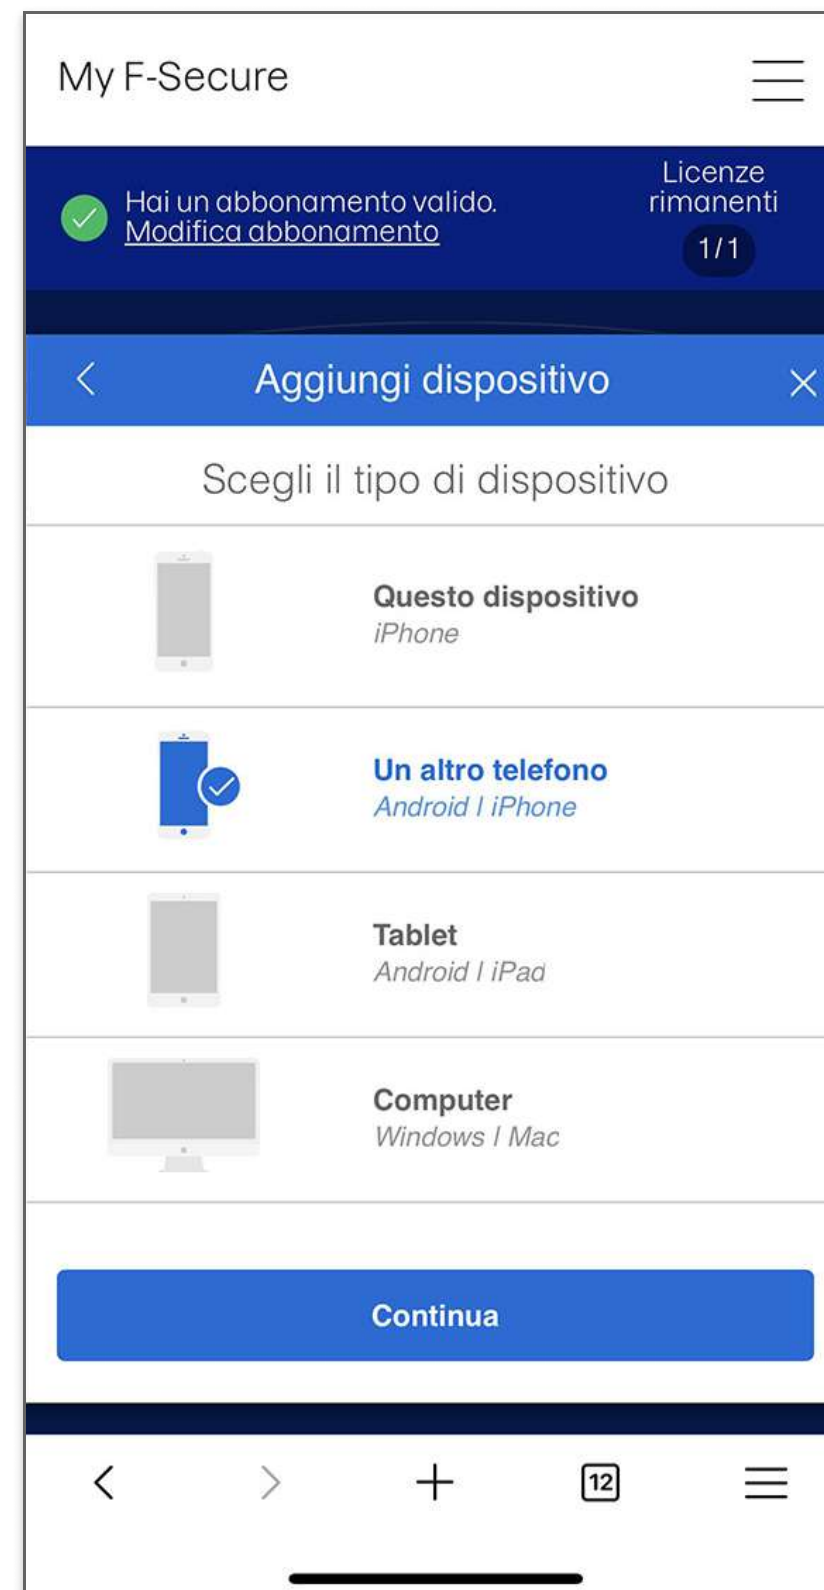 My F-Secure
Hai un abbonamento valido.
Modifica abbonamento
Licenze
rimanenti
1/1
Aggiungi dispositivo
Scegli il tipo di dispositivo
Questo dispositivo
iPhone
Un altro telefono
Android | iPhone
Tablet
Android | iPad
Computer
Windows | Mac
Continua
12